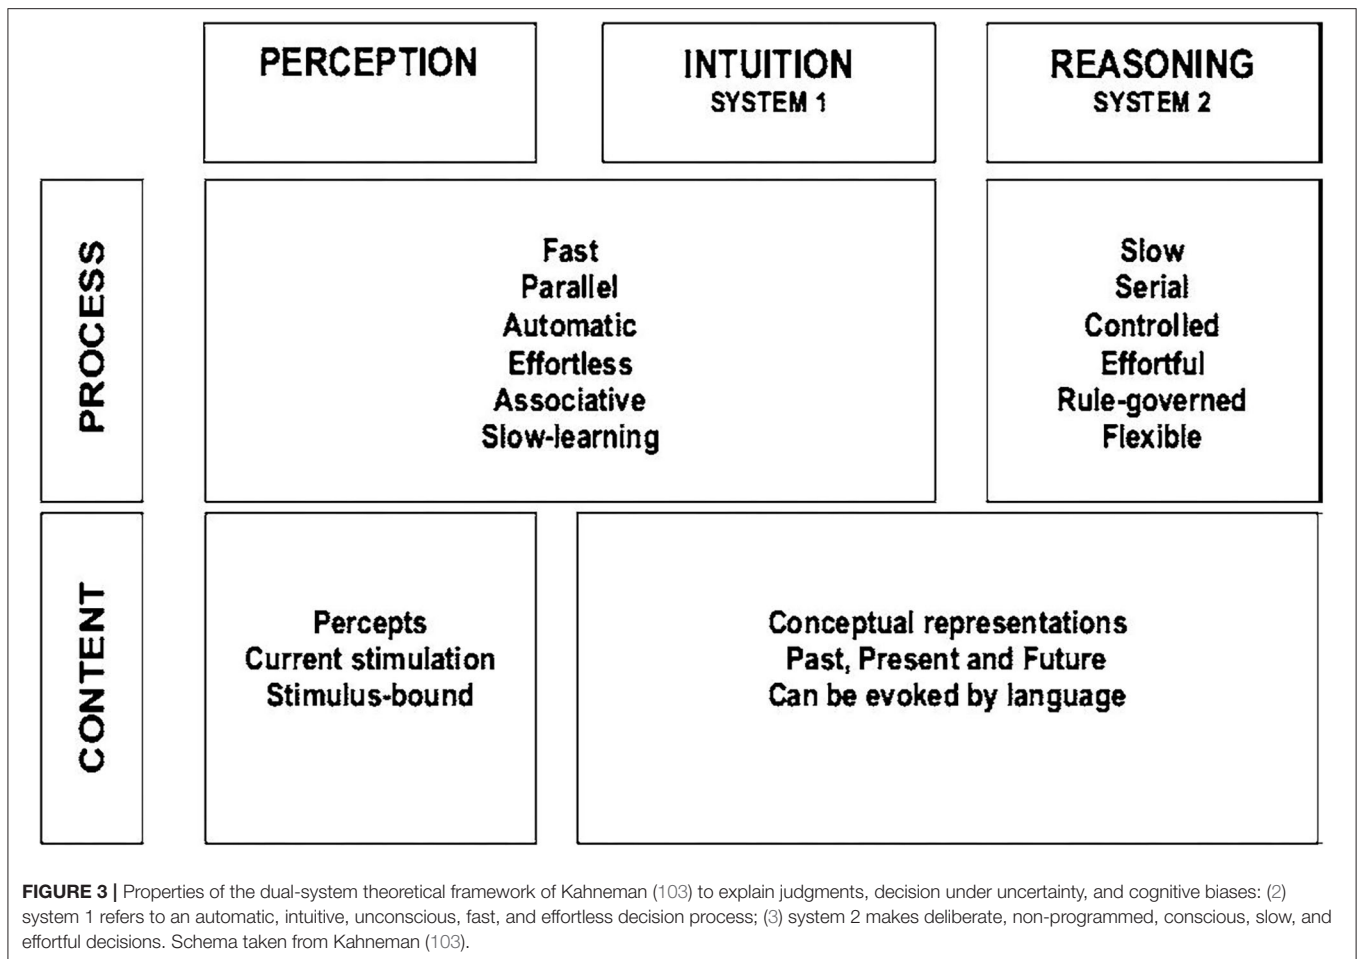 PERCEPTION
INTUITION
SYSTEM 1
REASONING
SYSTEM 2
PROCESS
Fast
Parallel
Automatic
Effortless
Associative
Slow-learning
Slow
Serial
Controlled
Effortful
Rule-governed
Flexible
CONTENT
Percepts
Current stimulation
Stimulus-bound
Conceptual representations
Past, Present and Future
Can be evoked by language
FIGURE 3 | Properties of the dual-system theoretical framework of Kahneman (103) to explain judgments, decision under uncertainty, and cognitive biases: (2)
system 1 refers to an automatic, intuitive, unconscious, fast, and effortless decision process; (3) system 2 makes deliberate, non-programmed, conscious, slow, and
effortful decisions. Schema taken from Kahneman (103).